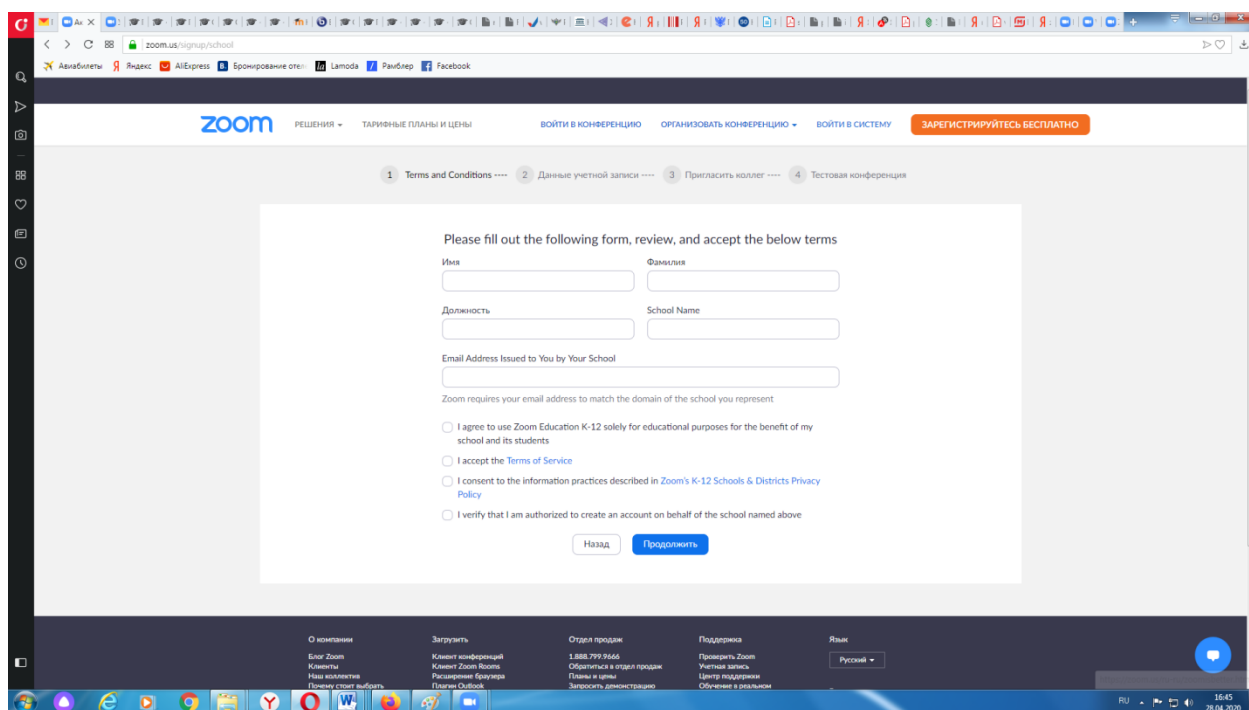 zoom.us/signup/school
Авиабилеты Яндекс AliExpress Бронирование отел Lamoda Рамблер Facebook
zoom РЕШЕНИЯ ТАРИФНЫЕ ПЛАНЫ И ЦЕНЫ ВОЙТИ В КОНФЕРЕНЦИЮ ОРГАНИЗОВАТЬ КОНФЕРЕНЦИЮ ВОЙТИ В СИСТЕМУ ЗАРЕГИСТРИРУЙТЕСЬ БЕСПЛАТНО
1 Terms and Conditions ---- 2 Данные учетной записи ---- 3 Пригласить коллег ---- 4 Тестовая конференция
Please fill out the following form, review, and accept the below terms
Имя Фамилия
Должность School Name
Email Address Issued to You by Your School
Zoom requires your email address to match the domain of the school you represent
I agree to use Zoom Education K-12 solely for educational purposes for the benefit of my
school and its students
I accept the Terms of Service
I consent to the information practices described in Zoom's K-12 Schools & Districts Privacy
Policy
I verify that I am authorized to create an account on behalf of the school named above
Назад Продолжить
О компании Загрузить Отдел продаж Поддержка Язык
Блог Zoom Клиент конференций 1.888.799.9666 Проверить Zoom
Клиенты Клиент Zoom Rooms Обратиться в отдел продаж Учетная запись Русский
Наш коллектив Расширение браузера Планы и цены Центр поддержки
Почему стоит выбрать Плагин Outlook Запросить демонстрацию Обучение в реальном
RU 16:45
28.04.2020